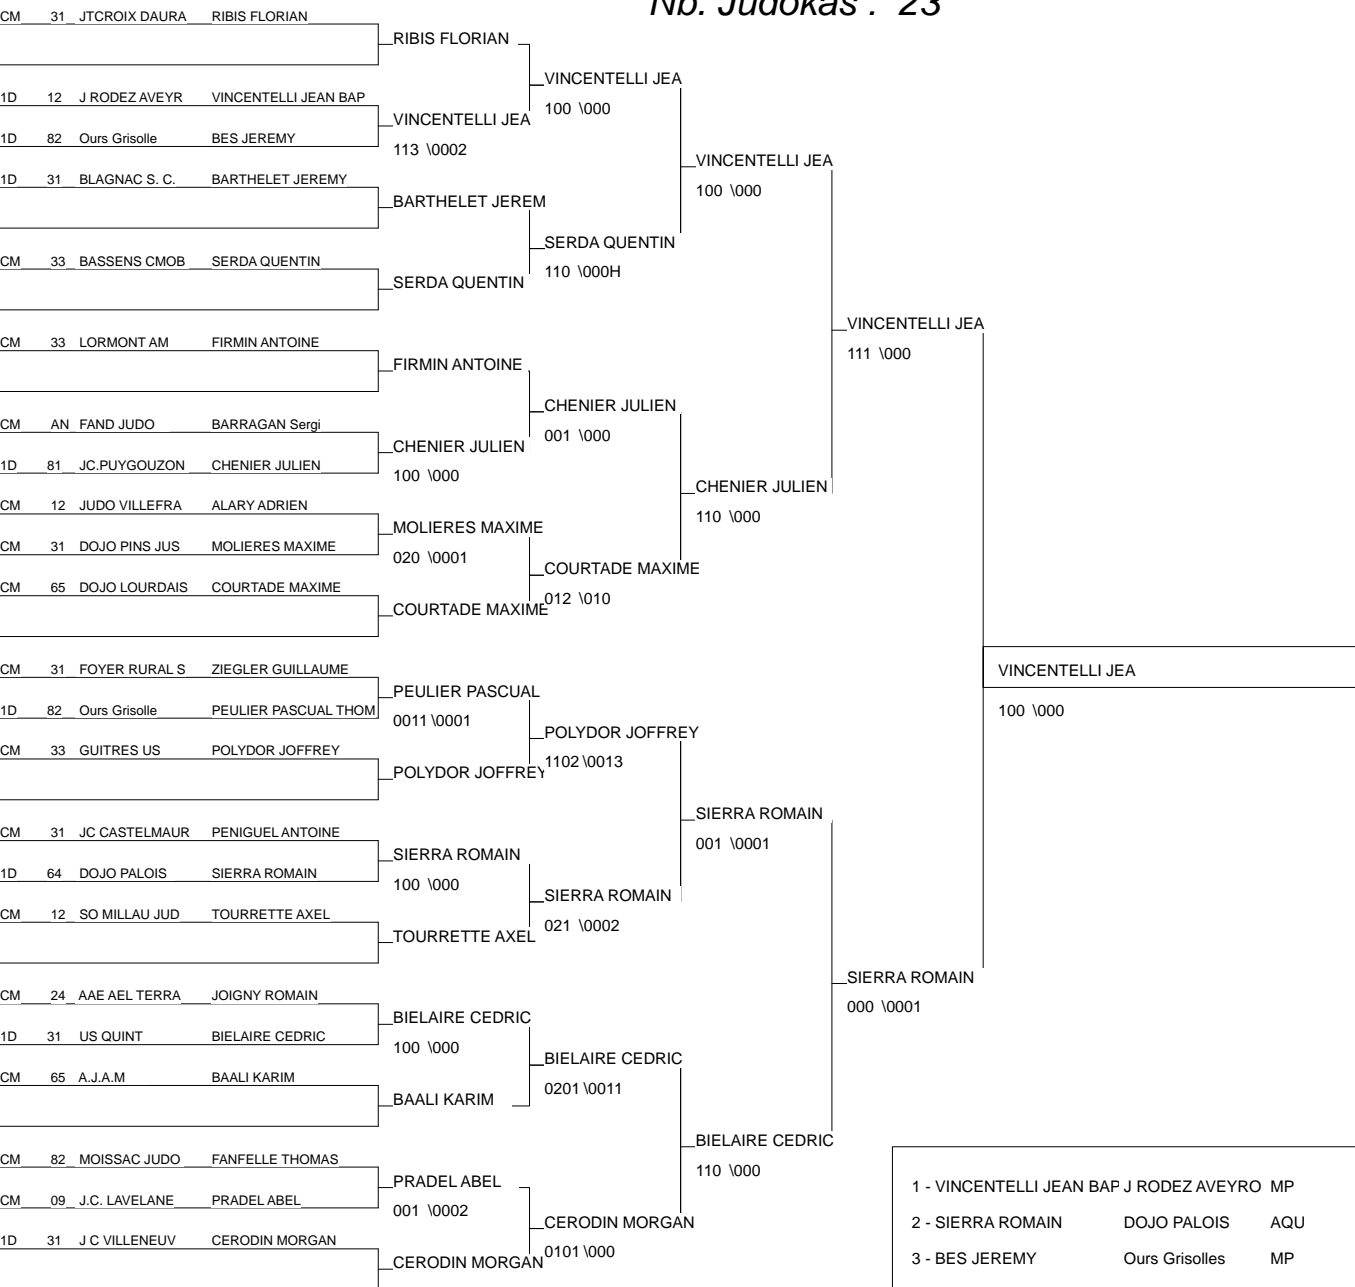 Nb. Judokas : 23
CM 31 JTCROIX DAURA RIBIS FLORIAN
RIBIS FLORIAN
VINCENTELLI JEA
100 \000
1D 12 J RODEZ AVEYR VINCENTELLI JEAN BAP
VINCENTELLI JEA
113 \0002
1D 82 Ours Grisolle BES JEREMY
VINCENTELLI JEA
100 \000
1D 31 BLAGNAC S. C. BARTHELET JEREMY
BARTHELET JEREM
SERDA QUENTIN
110 \000H
CM 33 BASSENS CMOB SERDA QUENTIN
SERDA QUENTIN
VINCENTELLI JEA
111 \000
CM 33 LORMONT AM FIRMIN ANTOINE
FIRMIN ANTOINE
CHENIER JULIEN
001 \000
CM AN FAND JUDO BARRAGAN Sergi
CHENIER JULIEN
100 \000
1D 81 JC.PUYGOUZON CHENIER JULIEN
CHENIER JULIEN
110 \000
CM 12 JUDO VILLEFRA ALARY ADRIEN
MOLIERES MAXIME
020 \0001
CM 31 DOJO PINS JUS MOLIERES MAXIME
COURTADE MAXIME
012 \010
CM 65 DOJO LOURDAIS COURTADE MAXIME
COURTADE MAXIME
VINCENTELLI JEA
100 \000
CM 31 FOYER RURAL S ZIEGLER GUILLAUME
PEULIER PASCUAL
0011 \0001
1D 82 Ours Grisolle PEULIER PASCUAL THOM
POLYDOR JOFFREY
1102 \0013
CM 33 GUITRES US POLYDOR JOFFREY
POLYDOR JOFFREY
SIERRA ROMAIN
001 \0001
CM 31 JC CASTELMAUR PENIGUEL ANTOINE
SIERRA ROMAIN
100 \000
1D 64 DOJO PALOIS SIERRA ROMAIN
SIERRA ROMAIN
021 \0002
CM 12 SO MILLAU JUD TOURRETTE AXEL
TOURRETTE AXEL
SIERRA ROMAIN
000 \0001
CM 24 AAE AEL TERRA JOIGNY ROMAIN
BIELAIRE CEDRIC
100 \000
1D 31 US QUINT BIELAIRE CEDRIC
BIELAIRE CEDRIC
0201 \0011
CM 65 A.J.A.M BAALI KARIM
BAALI KARIM
BIELAIRE CEDRIC
110 \000
CM 82 MOISSAC JUDO FANFELLE THOMAS
PRADEL ABEL
001 \0002
CM 09 J.C. LAVELANE PRADEL ABEL
CERODIN MORGAN
0101 \000
1D 31 J C VILLENEUV CERODIN MORGAN
CERODIN MORGAN
1 - VINCENTELLI JEAN BAP J RODEZ AVEYRO MP
2 - SIERRA ROMAIN DOJO PALOIS AQU
3 - BES JEREMY Ours Grisolles MP